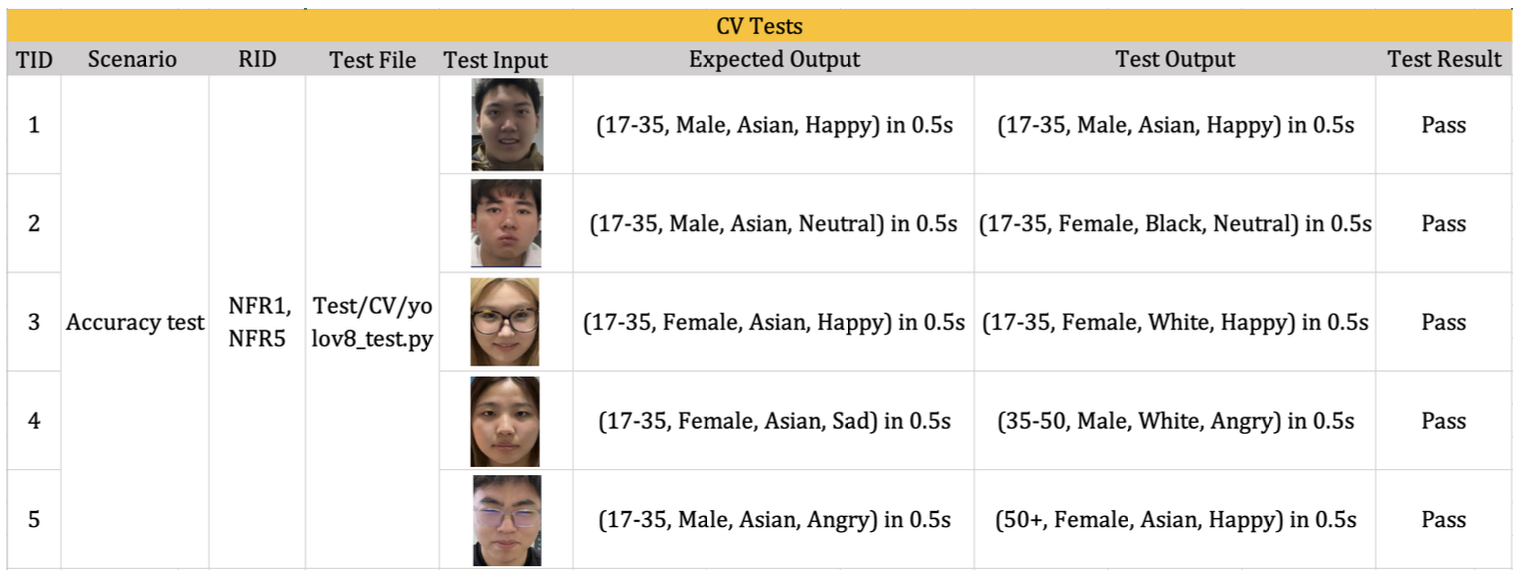 CV Tests
TID Scenario RID Test File Test Input Expected Output Test Output Test Result
1 (17-35, Male, Asian, Happy) in 0.5s (17-35, Male, Asian, Happy) in 0.5s Pass
2 (17-35, Male, Asian, Neutral) in 0.5s (17-35, Female, Black, Neutral) in 0.5s Pass
3 Accuracy test NFR1, Test/CV/yo (17-35, Female, Asian, Happy) in 0.5s (17-35, Female, White, Happy) in 0.5s Pass
NFR5 lov8_test.py
4 (17-35, Female, Asian, Sad) in 0.5s (35-50, Male, White, Angry) in 0.5s Pass
5 (17-35, Male, Asian, Angry) in 0.5s (50+, Female, Asian, Happy) in 0.5s Pass